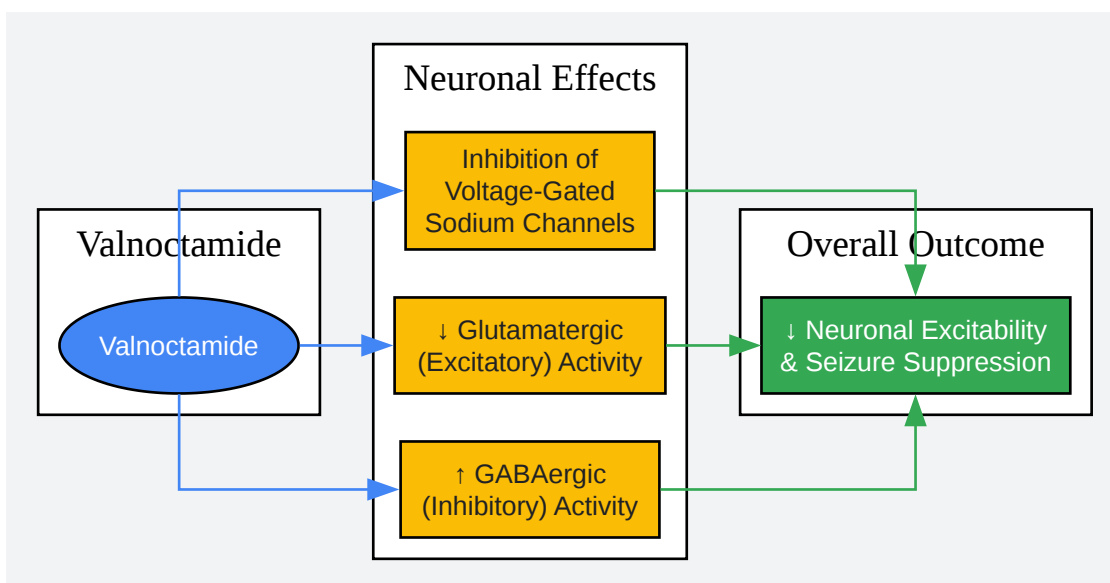 Neuronal Effects
Inhibition of
Voltage-Gated
Sodium Channels
Valnoctamide
Valnoctamide
↓ Glutamatergic
(Excitatory) Activity
↑ GABAergic
(Inhibitory) Activity
Overall Outcome
↓ Neuronal Excitability
& Seizure Suppression